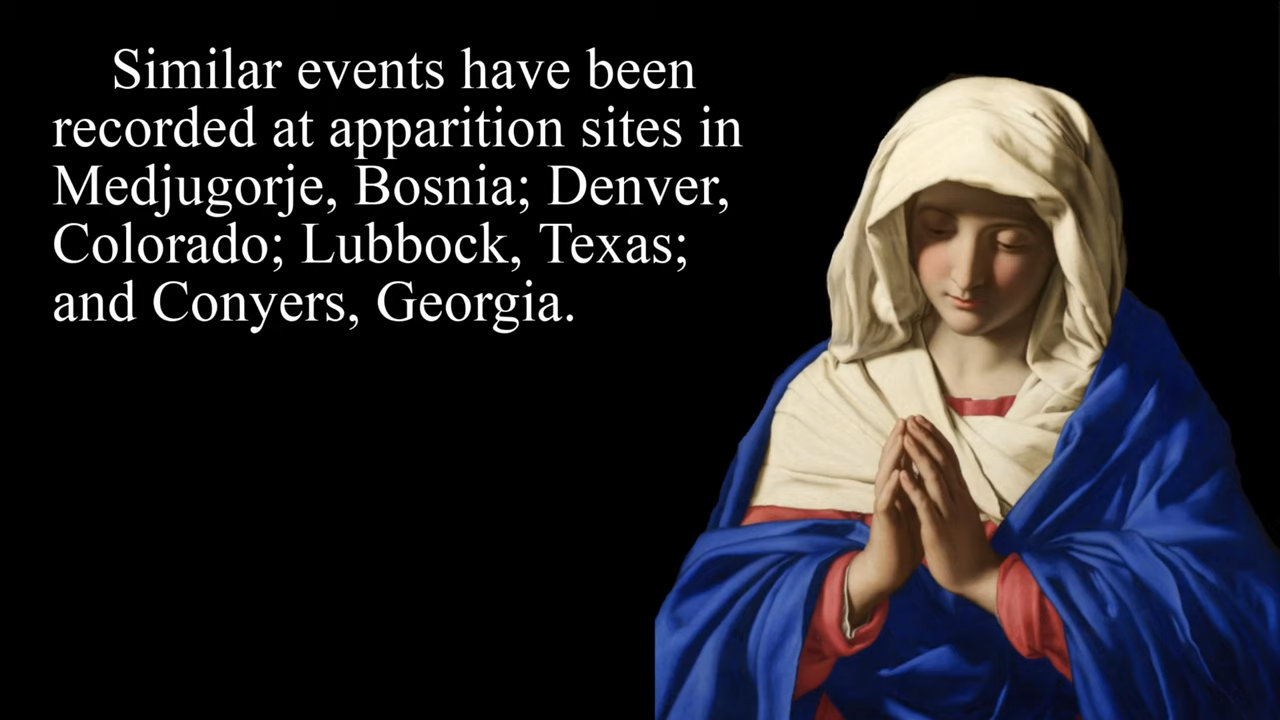 Similar events have been
recorded at apparition sites in
Medjugorje, Bosnia; Denver,
Colorado; Lubbock, Texas;
and Conyers, Georgia.